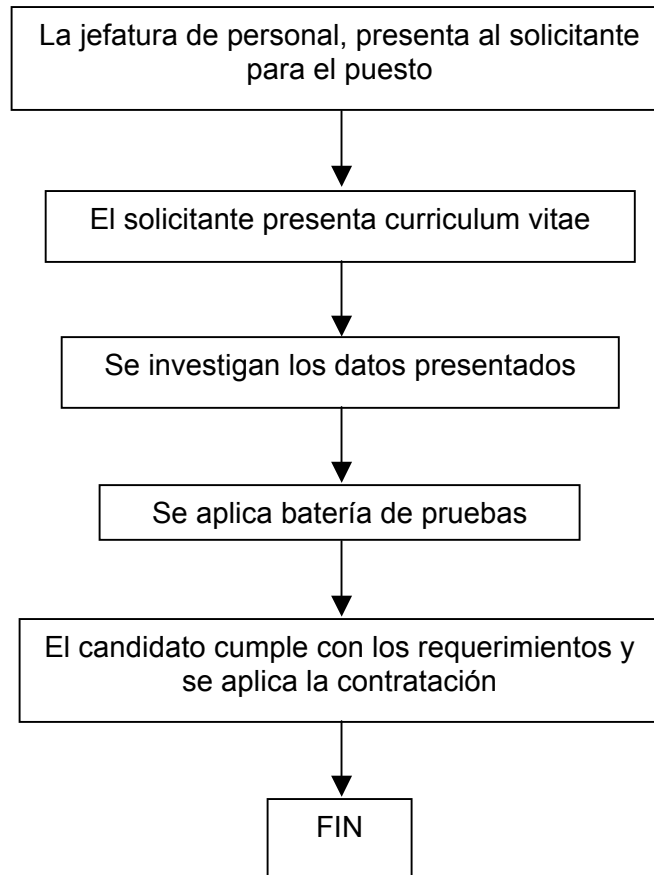 La jefatura de personal, presenta al solicitante
para el puesto
El solicitante presenta curriculum vitae
Se investigan los datos presentados
Se aplica batería de pruebas
El candidato cumple con los requerimientos y
se aplica la contratación
FIN